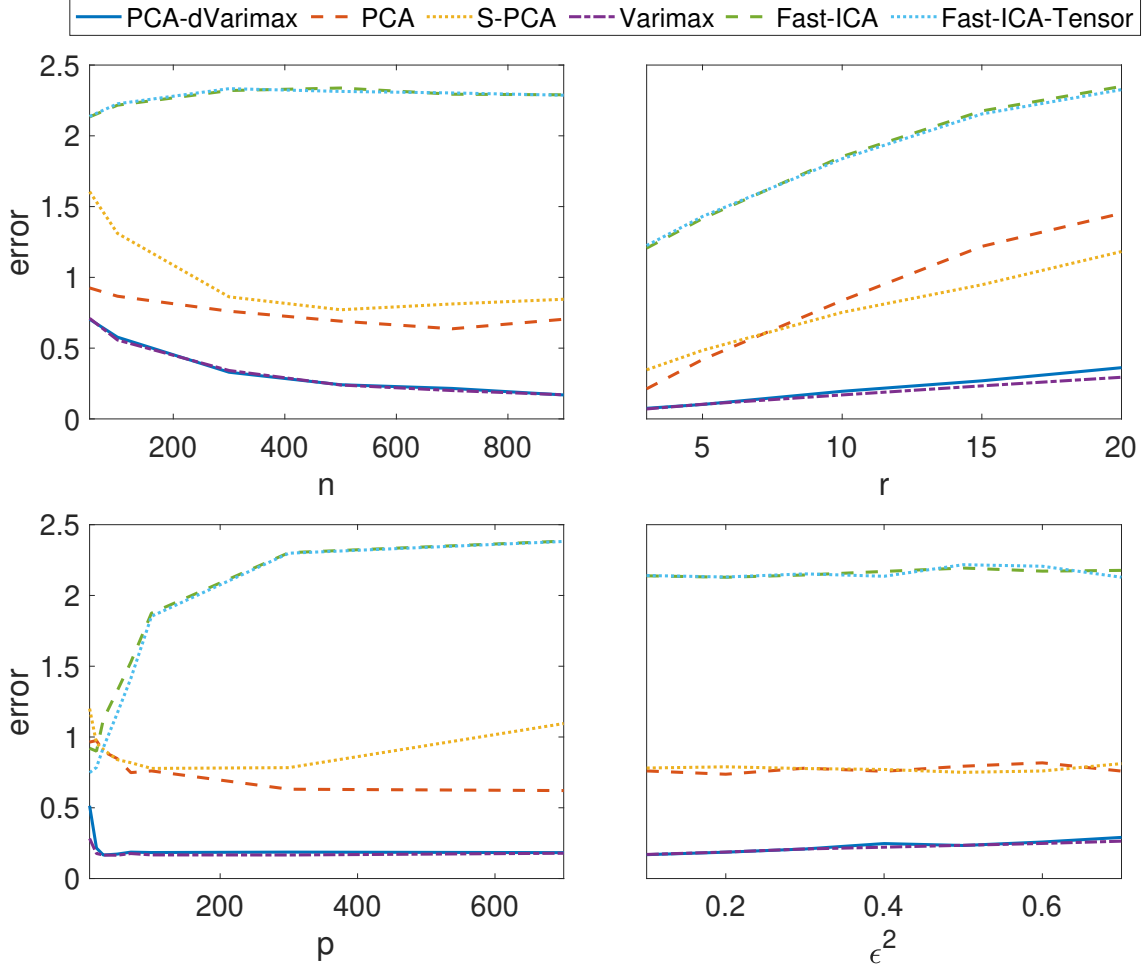 PCA-dVarimax PCA S-PCA Varimax Fast-ICA Fast-ICA-Tensor
2.5
2
1.5
1
0.5
0
error
200 400 600 800
n
5 10 15 20
r
2.5
2
1.5
1
0.5
0
error
200 400 600
p
0.2 0.4 0.6
ϵ²